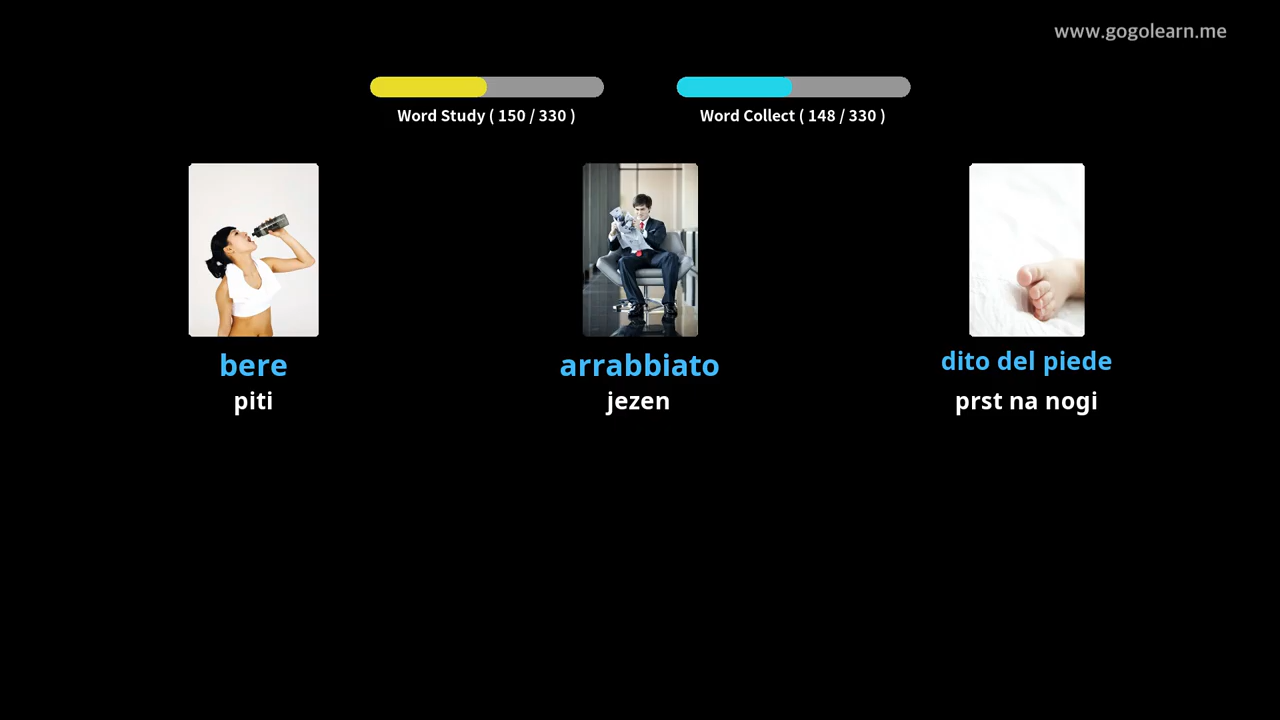 www.gogolearn.me
Word Study ( 150 / 330 )
Word Collect ( 148 / 330 )
bere
piti
arrabbiato
jezen
dito del piede
prst na nogi